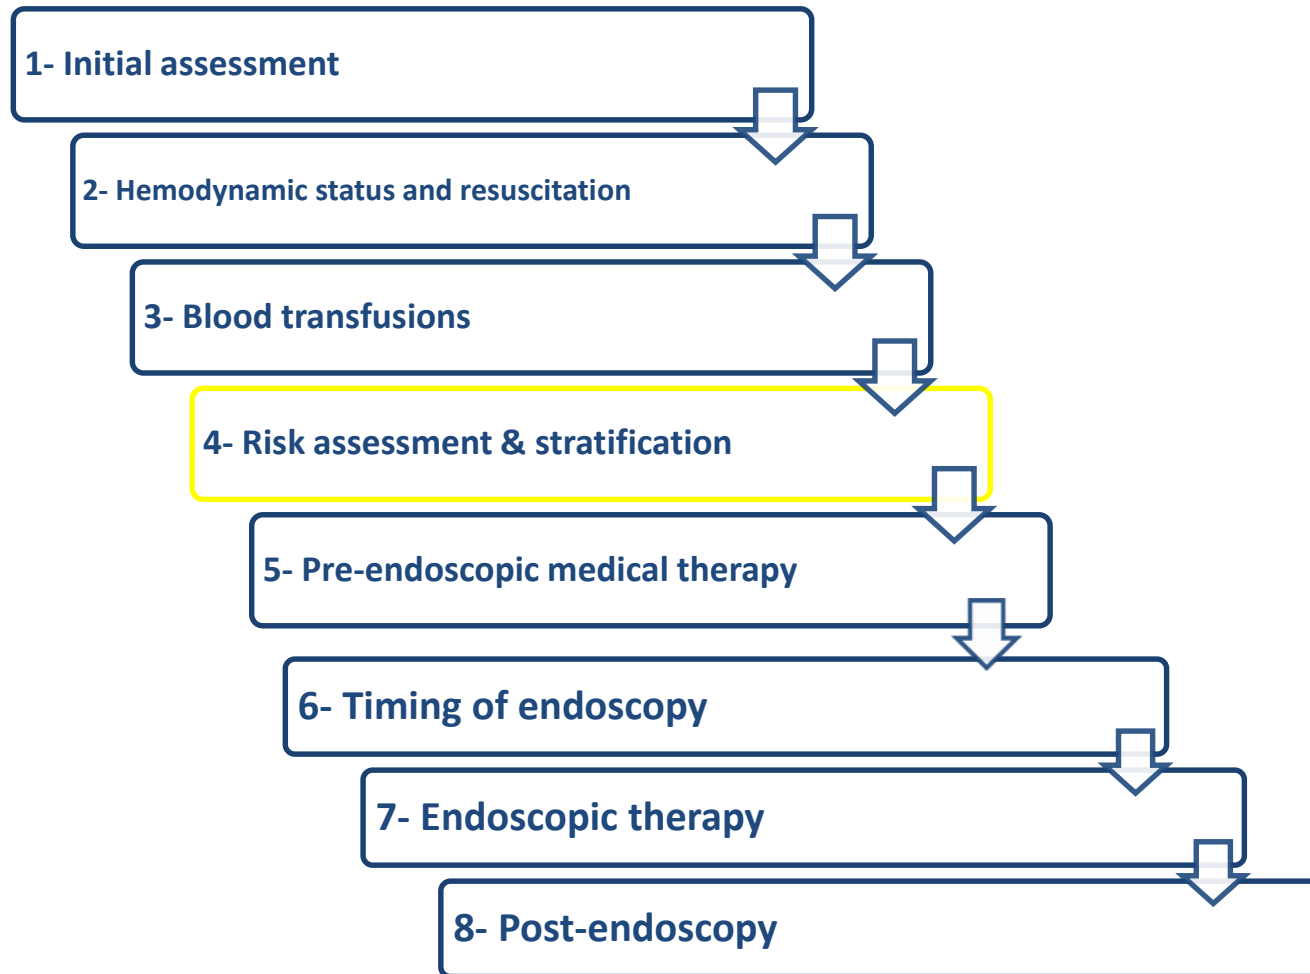 1- Initial assessment
2- Hemodynamic status and resuscitation
3- Blood transfusions
4- Risk assessment & stratification
5- Pre-endoscopic medical therapy
6- Timing of endoscopy
7- Endoscopic therapy
8- Post-endoscopy